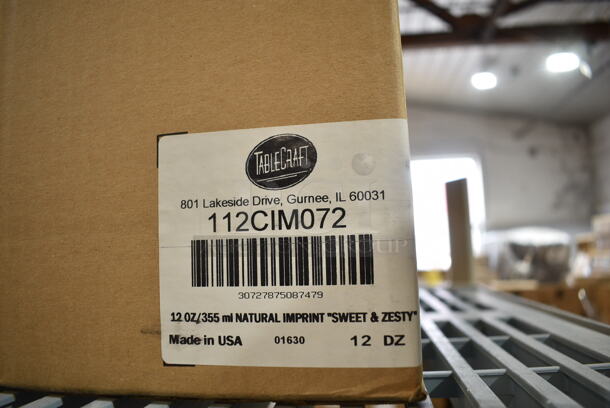 TABLECRAFT
801 Lakeside Drive, Gurnee, IL 60031
112CIM072
30727875087479
12 OZ/355 ml NATURAL IMPRINT "SWEET & ZESTY"
Made in USA 01630 12 DZ